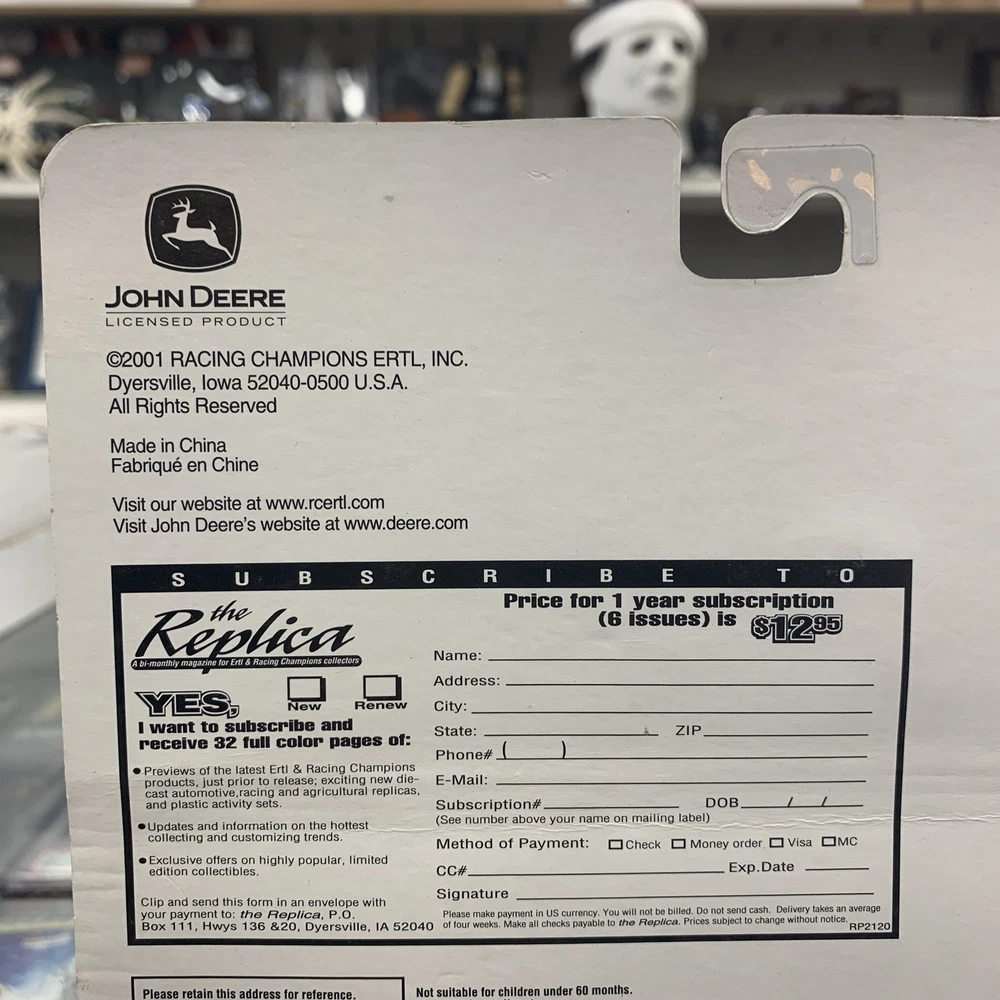 JOHN DEERE
LICENSED PRODUCT
©2001 RACING CHAMPIONS ERTL, INC.
Dyersville, Iowa 52040-0500 U.S.A.
All Rights Reserved
Made in China
Fabriqué en Chine
Visit our website at www.rcertl.com
Visit John Deere's website at www.deere.com
SUBSCRIBE TO
the
Replica
A bi-monthly magazine for Ertl & Racing Champions collectors
YES,
New Renew
I want to subscribe and
receive 32 full color pages of:
• Previews of the latest Ertl & Racing Champions
products, just prior to release; exciting new die-
cast automotive,racing and agricultural replicas,
and plastic activity sets.
• Updates and information on the hottest
collecting and customizing trends.
• Exclusive offers on highly popular, limited
edition collectibles.
Clip and send this form in an envelope with
your payment to: the Replica, P.O.
Box 111, Hwys 136 &20, Dyersville, IA 52040
Price for 1 year subscription
(6 issues) is $12.95
Name:
Address:
City:
State: ZIP
Phone# ( )
E-Mail:
Subscription# DOB / /
(See number above your name on mailing label)
Method of Payment: Check Money order Visa MC
CC# Exp.Date
Signature
Please make payment in US currency. You will not be billed. Do not send cash. Delivery takes an average
of four weeks. Make all checks payable to the Replica. Prices subject to change without notice.
RP2120
Please retain this address for reference.
Not suitable for children under 60 months.